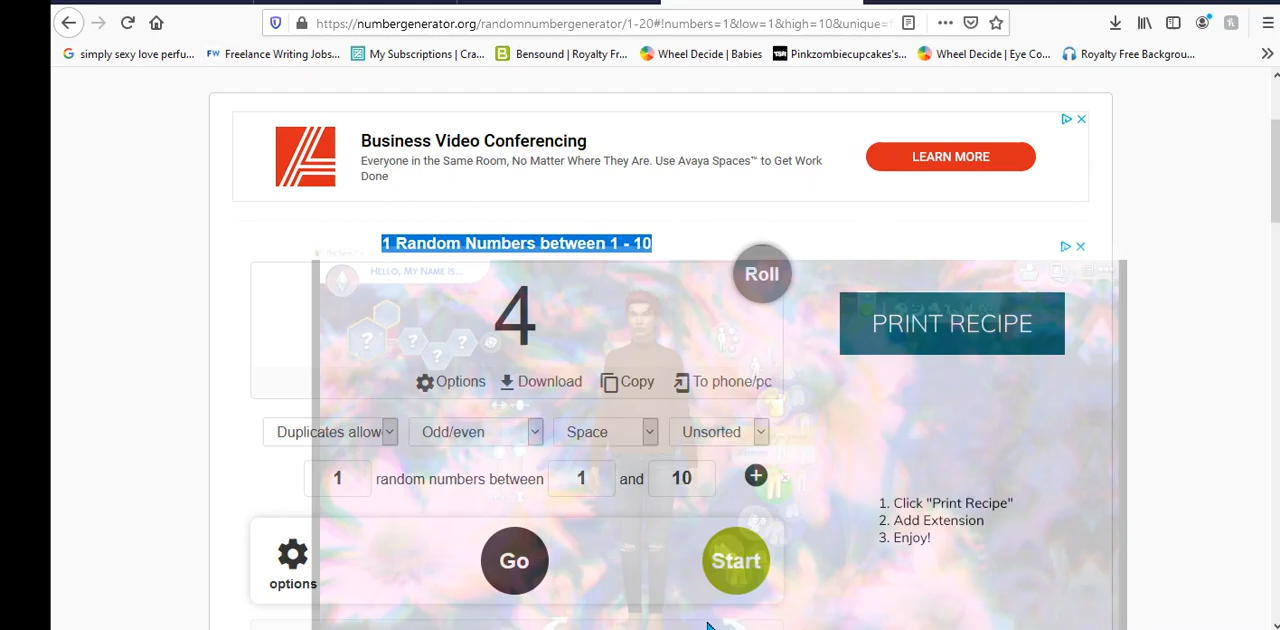 https://numbergenerator.org/randomnumbergenerator/1-20#!numbers=1&low=1&high=10&unique=
simply sexy love perfu... Freelance Writing Jobs... My Subscriptions | Cra... Bensound | Royalty Fr... Wheel Decide | Babies Pinkzombiecupcakes's... Wheel Decide | Eye Co... Royalty Free Backgrou...
Business Video Conferencing
Everyone in the Same Room, No Matter Where They Are. Use Avaya Spaces™ to Get Work
Done
LEARN MORE
1 Random Numbers between 1 - 10
HELLO, MY NAME IS...
Roll
4
PRINT RECIPE
Options Download Copy To phone/pc
Duplicates allow Odd/even Space Unsorted
1 random numbers between 1 and 10
1. Click "Print Recipe"
2. Add Extension
3. Enjoy!
Go
Start
options